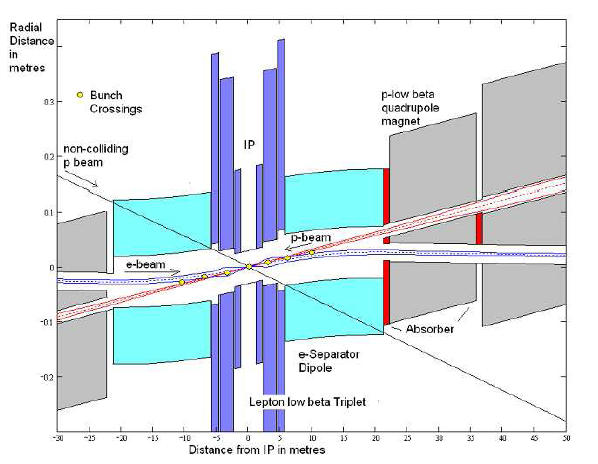 Radial
Distance
in
metres
Bunch
Crossings
IP
p-low beta
quadrupole
magnet
non-colliding
p beam
p-beam
e-beam
Absorber
e-Separator
Dipole
Lepton low beta Triplet
0.3
0.2
0.1
0
-0.1
-0.2
-30 -25 -20 -15 -10 -5 0 5 10 15 20 25 30 35 40 45 50
Distance from IP in metres